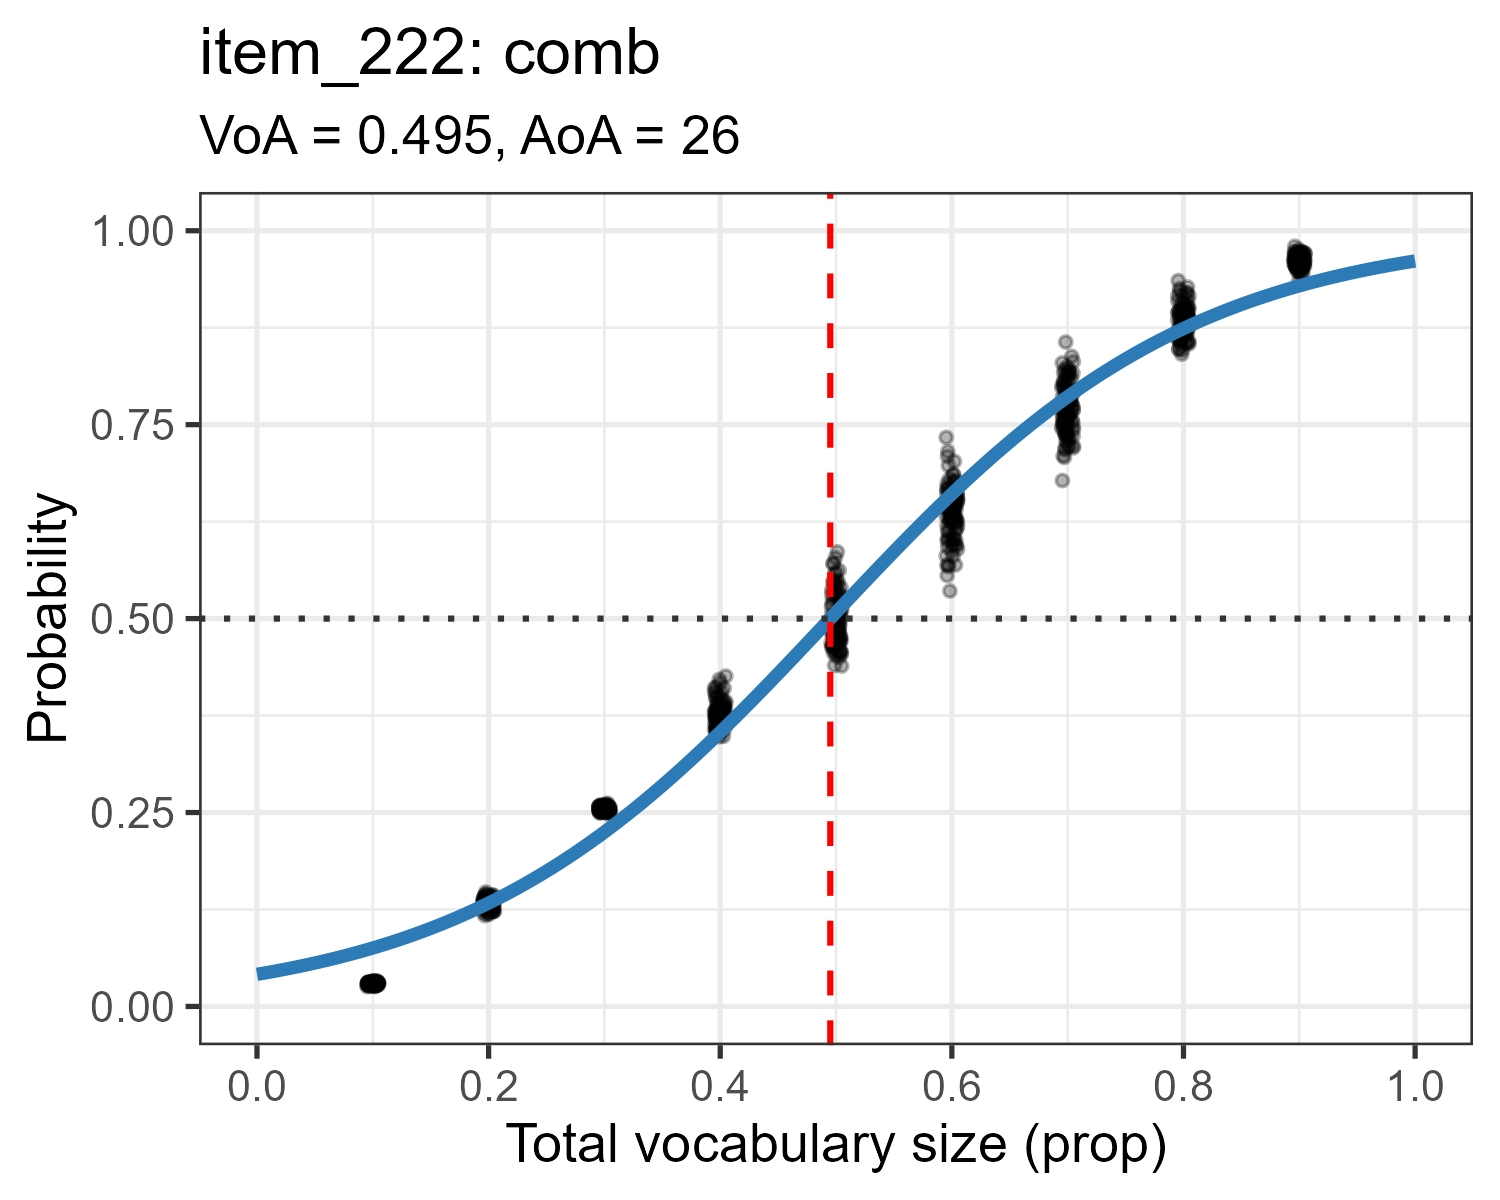 item_222: comb
VoA = 0.495, AoA = 26
1.00
0.75
0.50
0.25
0.00
Probability
0.0 0.2 0.4 0.6 0.8 1.0
Total vocabulary size (prop)